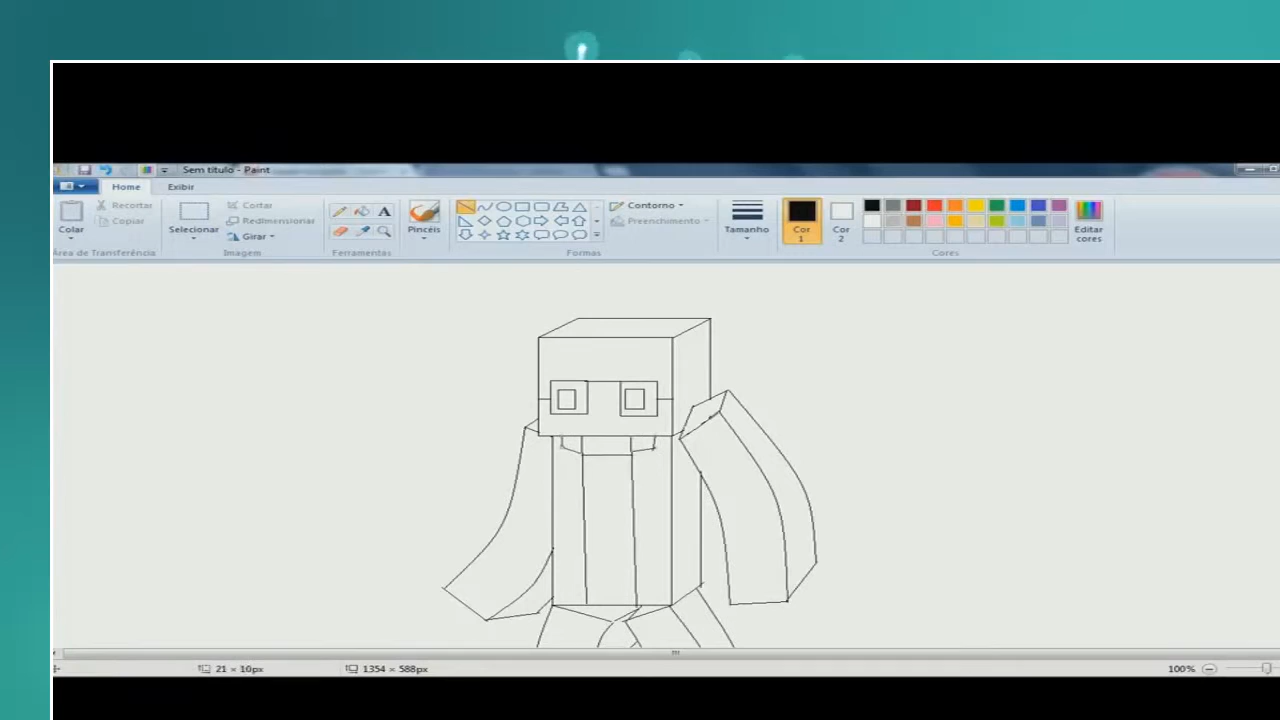 Sem título - Paint
Home Exibir
Colar
Recortar
Copiar
Área de Transferência
Selecionar
Cortar
Redimensionar
Girar
Imagem
A
Ferramentas
Pincéis
Formas
Contorno
Preenchimento
Tamanho
Cor
1
Cor
2
Editar
cores
Cores
21 × 10px
1354 × 588px
100%